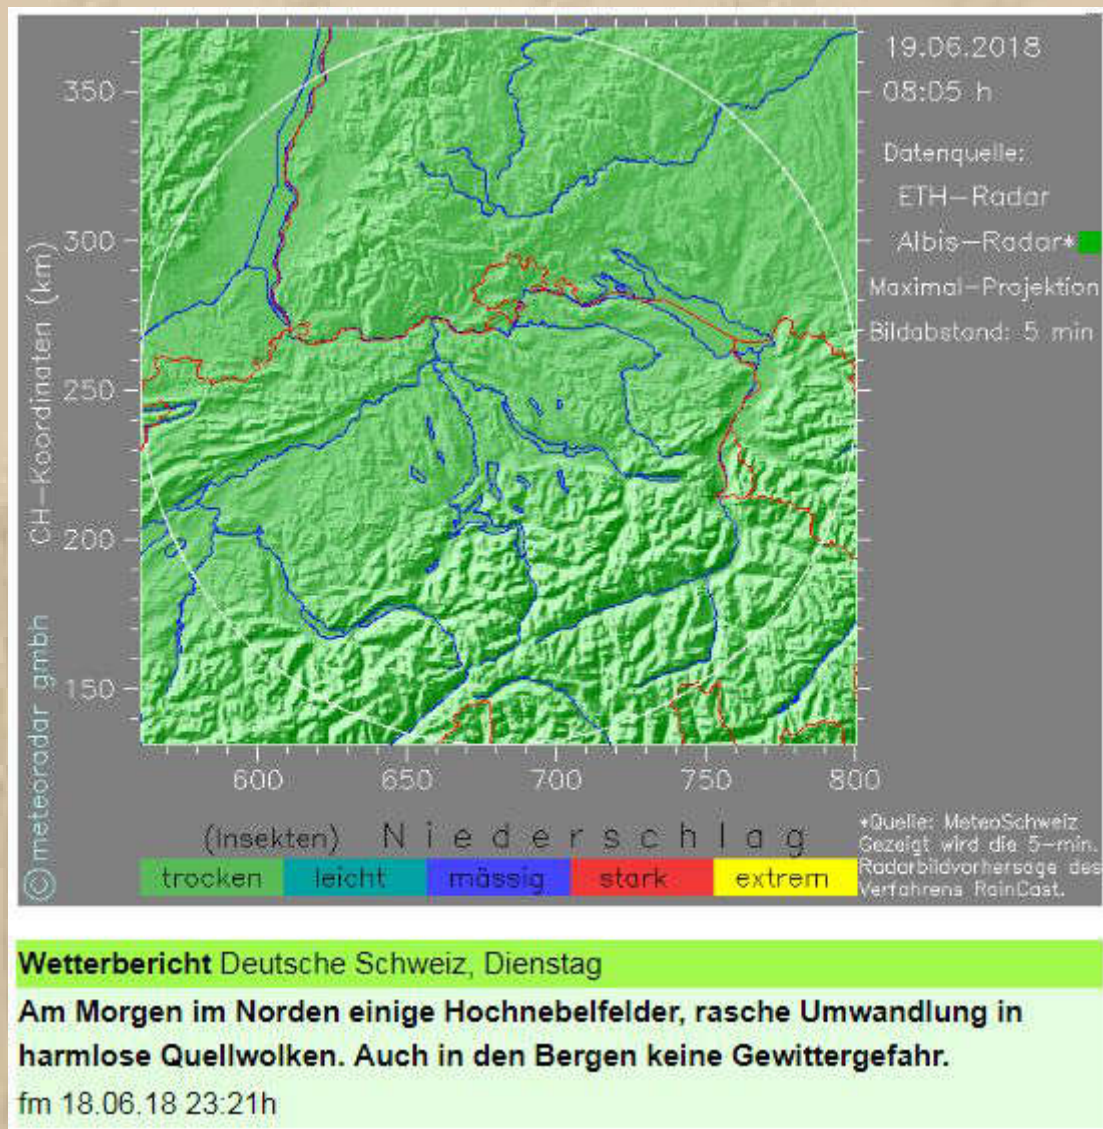 19.06.2018
08:05 h
Datenquelle:
ETH-Radar
Albis-Radar*
Maximal-Projektion
Bildabstand: 5 min
CH-Koordinaten (km)
350
300
250
200
150
600 650 700 750 800
© meteoradar gmbh
(Insekten) Niederschlag
trocken leicht mässig stark extrem
*Quelle: MeteoSchweiz
Gezeigt wird die 5-min.
Radarbildvorhersage des
Verfahrens RainCast.
Wetterbericht Deutsche Schweiz, Dienstag
Am Morgen im Norden einige Hochnebelfelder, rasche Umwandlung in
harmlose Quellwolken. Auch in den Bergen keine Gewittergefahr.
fm 18.06.18 23:21h